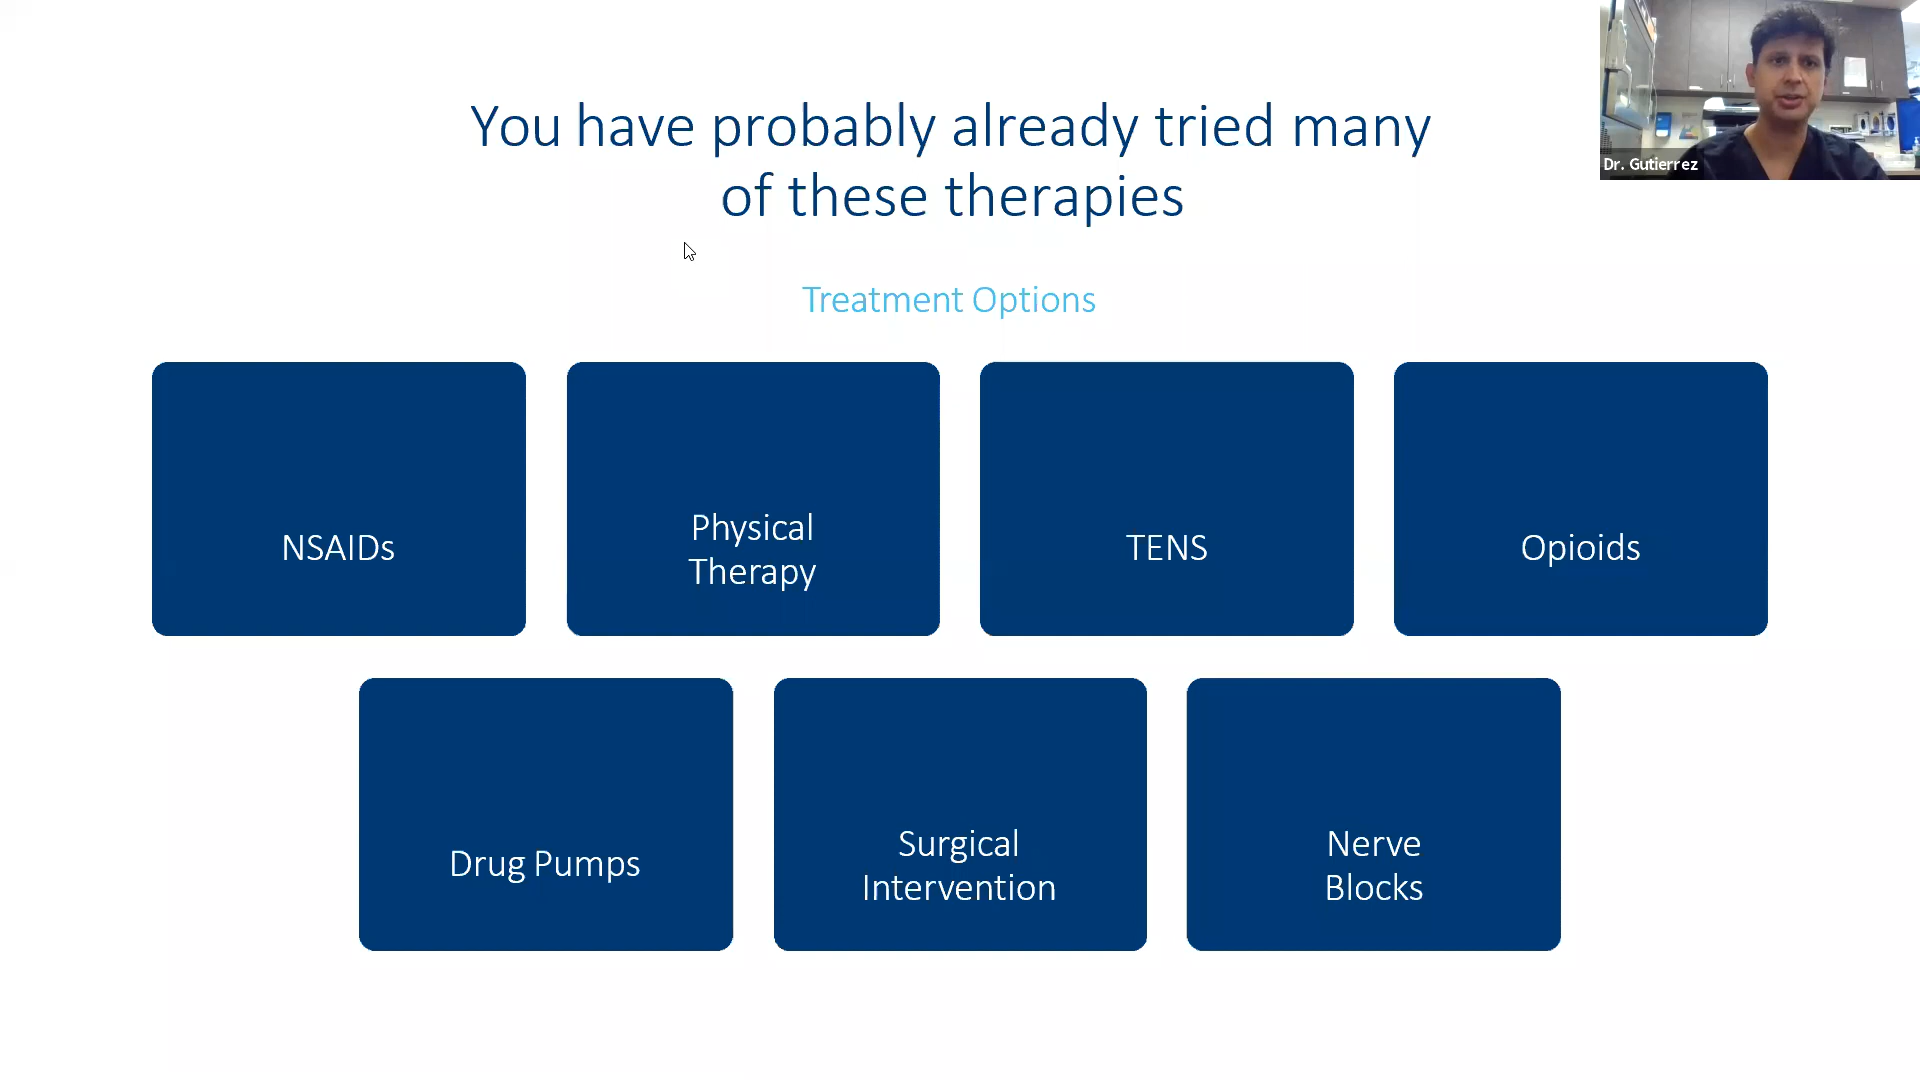 You have probably already tried many
of these therapies
Dr. Gutierrez
Treatment Options
NSAIDs
Physical
Therapy
TENS
Opioids
Drug Pumps
Surgical
Intervention
Nerve
Blocks